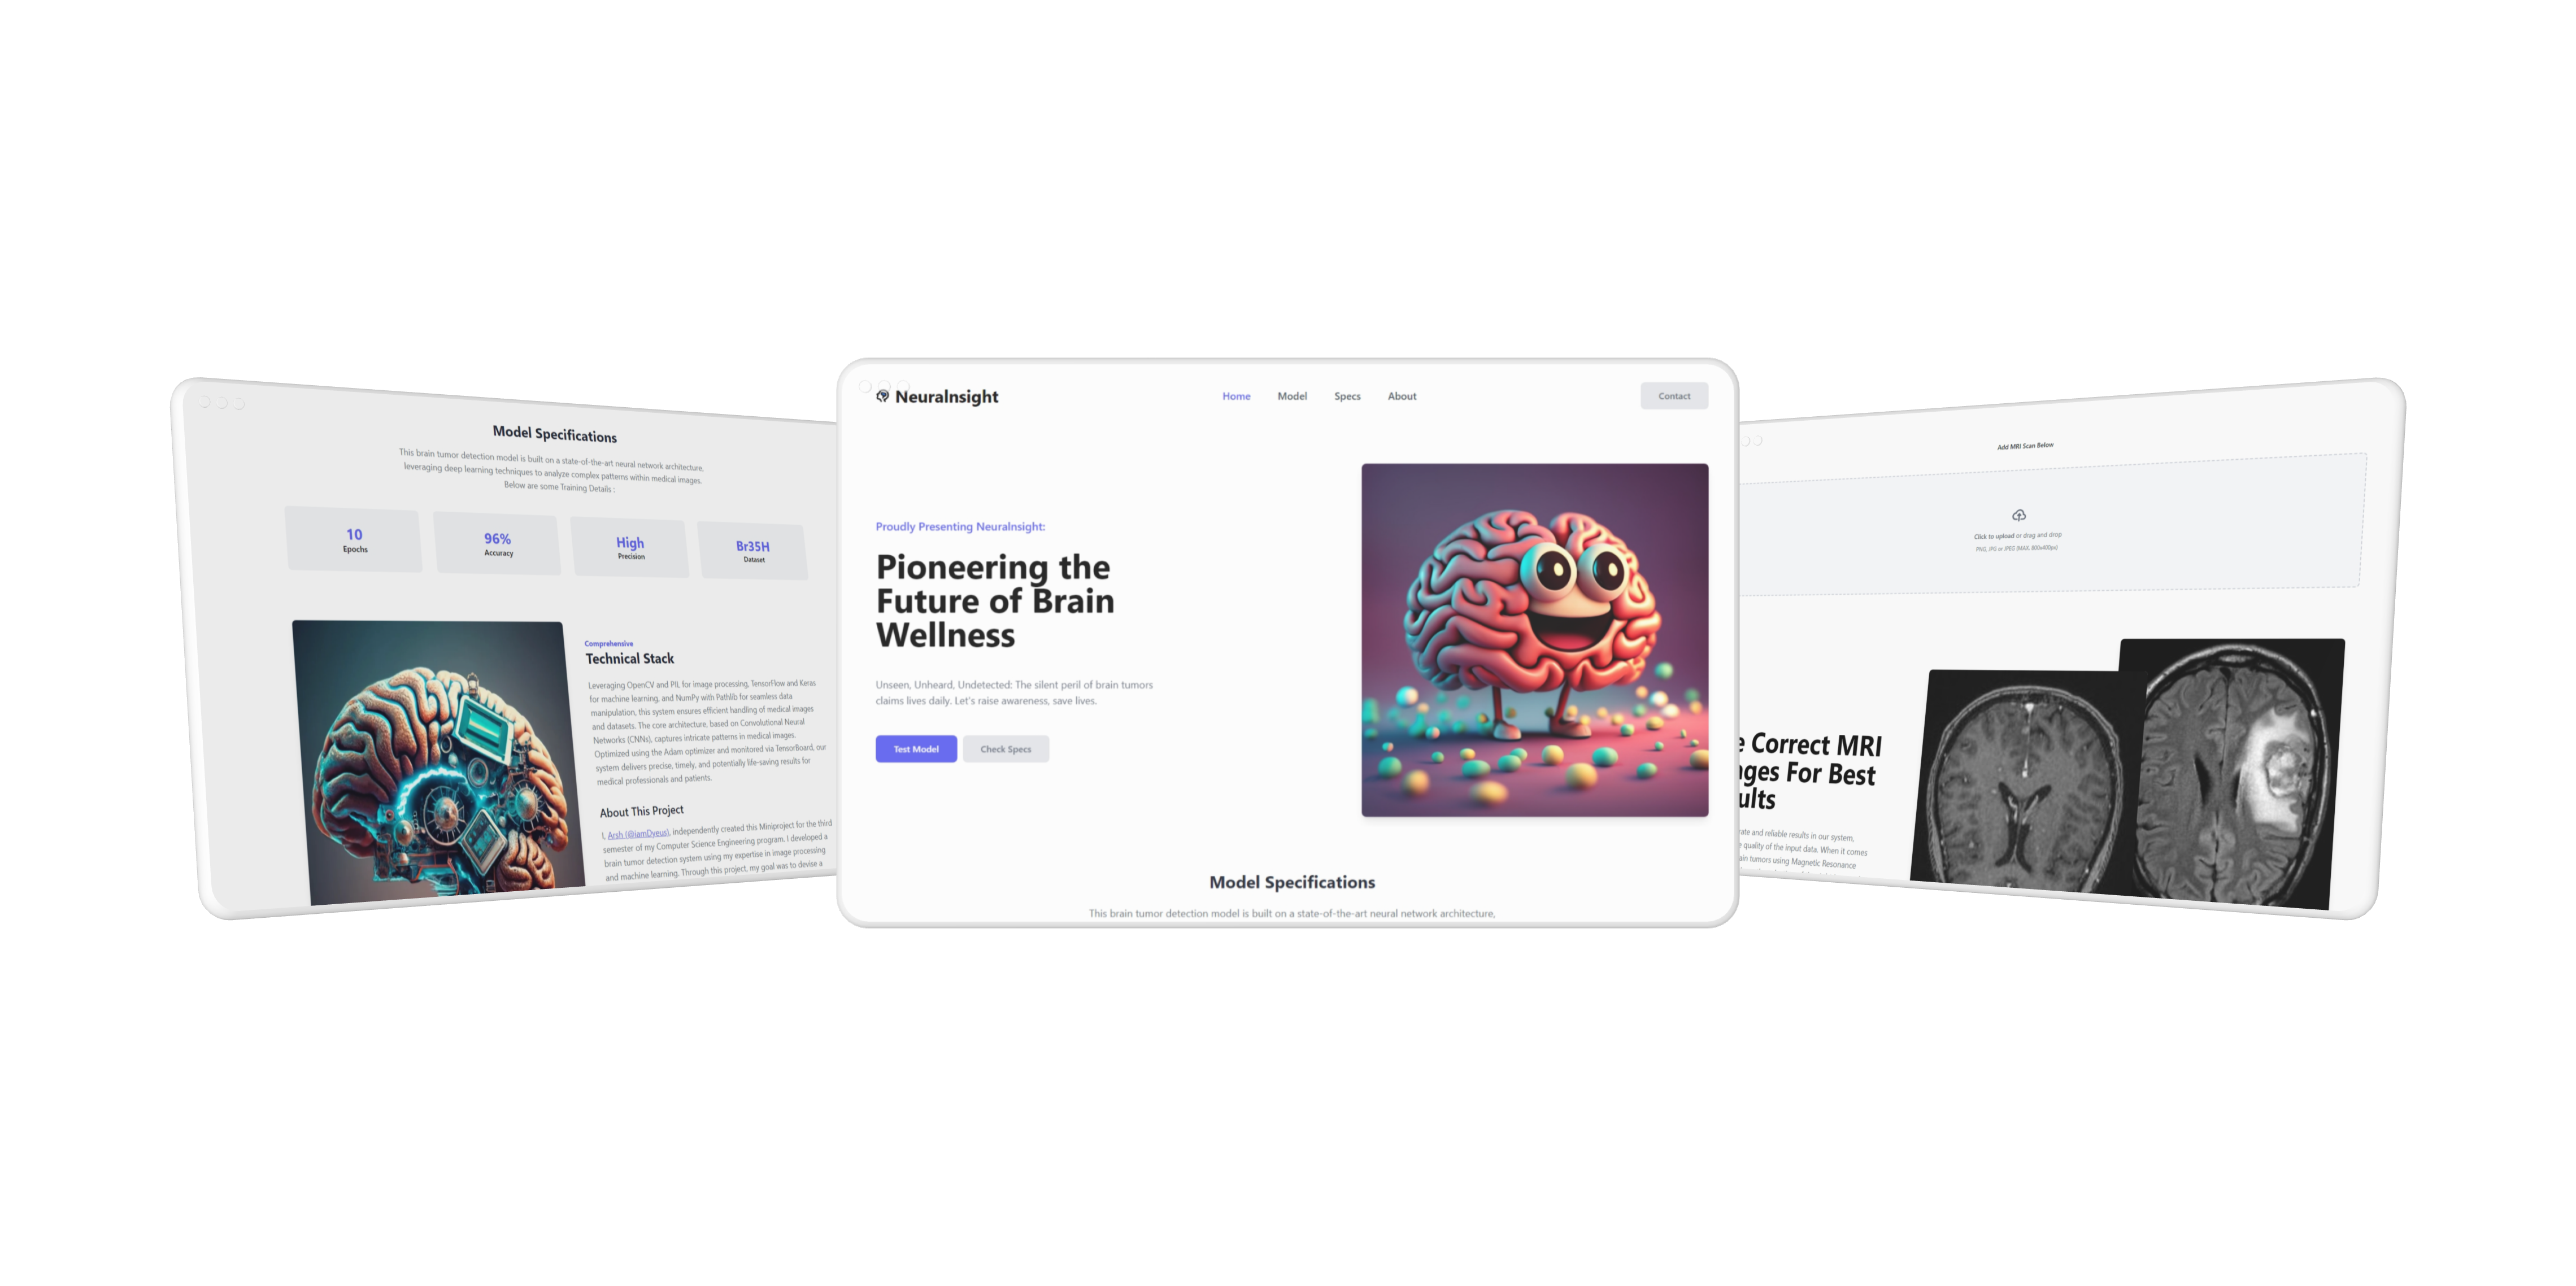 Model Specifications
This brain tumor detection model is built on a state-of-the-art neural network architecture,
leveraging deep learning techniques to analyze complex patterns within medical images.
Below are some Training Details :
10
Epochs
96%
Accuracy
High
Precision
Br35H
Dataset
Comprehensive
Technical Stack
Leveraging OpenCV and PIL for image processing, TensorFlow and Keras
for machine learning, and NumPy with Pathlib for seamless data
manipulation, this system ensures efficient handling of medical images
and datasets. The core architecture, based on Convolutional Neural
Networks (CNNs), captures intricate patterns in medical images.
Optimized using the Adam optimizer and monitored via TensorBoard, our
system delivers precise, timely, and potentially life-saving results for
medical professionals and patients.
About This Project
I, Arsh (@iamDyeus), independently created this Miniproject for the third
semester of my Computer Science Engineering program. I developed a
brain tumor detection system using my expertise in image processing
and machine learning. Through this project, my goal was to devise a
NeuraInsight
Home
Model
Specs
About
Contact
Proudly Presenting NeuraInsight:
Pioneering the
Future of Brain
Wellness
Unseen, Unheard, Undetected: The silent peril of brain tumors
claims lives daily. Let's raise awareness, save lives.
Test Model
Check Specs
Model Specifications
This brain tumor detection model is built on a state-of-the-art neural network architecture,
Add MRI Scan Below
Click to upload or drag and drop
PNG, JPG or JPEG (MAX. 800x400px)
e Correct MRI
ges For Best
ults
ate and reliable results in our system,
quality of the input data. When it comes
ain tumors using Magnetic Resonance